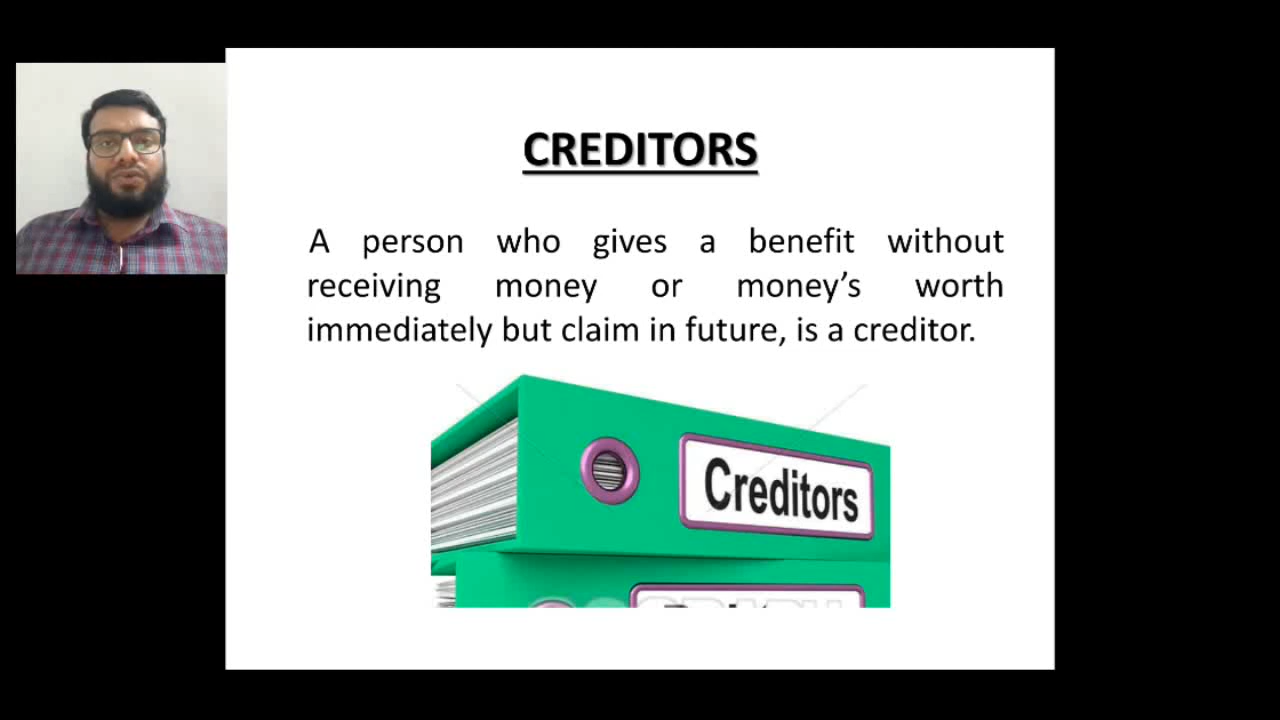 CREDITORS
A person who gives a benefit without
receiving money or money’s worth
immediately but claim in future, is a creditor.
Creditors